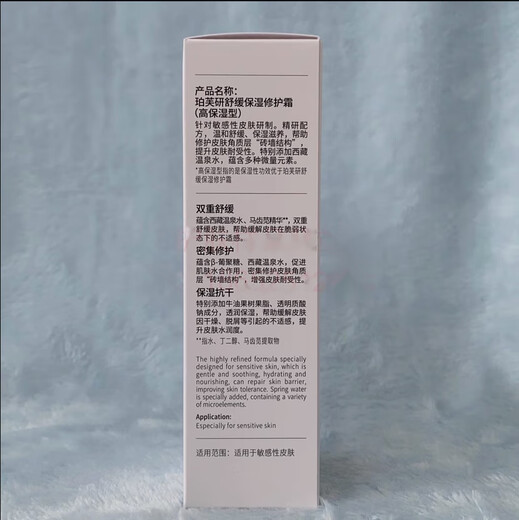 产品名称：
珀芙研舒缓保湿修护霜
（高保湿型）
针对敏感性皮肤研制。精研配
方，温和舒缓、保湿滋养，帮助
修护皮肤角质层“砖墙结构”，
提升皮肤耐受性。特别添加西藏
温泉水，蕴含多种微量元素。
*高保湿型指的是保湿性功效优于珀芙研舒
缓保湿修护霜
双重舒缓
蕴含西藏温泉水、马齿苋精华**，双重
舒缓皮肤，帮助缓解皮肤在脆弱状
态下的不适感。
密集修护
蕴含β-葡聚糖、西藏温泉水，促进
肌肤水合作用，密集修护皮肤角质
层“砖墙结构”，增强皮肤耐受性。
保湿抗干
特别添加牛油果树果脂、透明质酸
钠成分，透润保湿，帮助缓解皮肤
因干燥、脱屑等引起的不适感，提
升皮肤水润度。
**指水、丁二醇、马齿苋提取物
The highly refined formula specially
designed for sensitive skin, which is
gentle and soothing, hydrating and
nourishing, can repair skin barrier,
improving skin tolerance. Spring water
is specially added, containing a variety
of microelements.
Application:
Especially for sensitive skin
适用范围：适用于敏感性皮肤